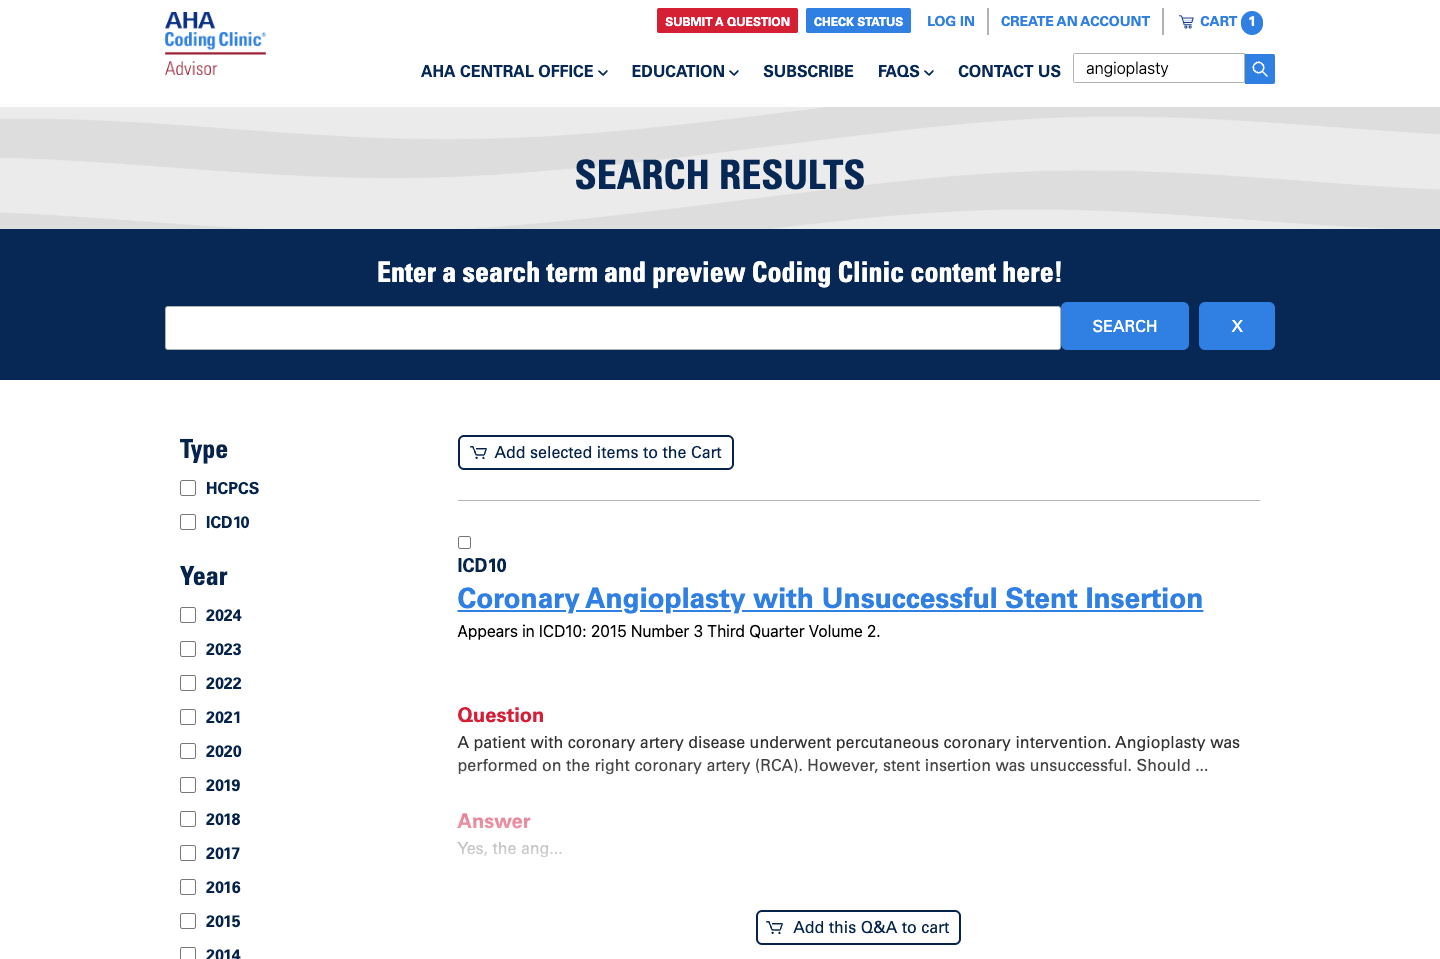 AHA
Coding Clinic®
Advisor
SUBMIT A QUESTION
CHECK STATUS
LOG IN
CREATE AN ACCOUNT
CART 1
AHA CENTRAL OFFICE
EDUCATION
SUBSCRIBE
FAQS
CONTACT US
angioplasty
SEARCH RESULTS
Enter a search term and preview Coding Clinic content here!
SEARCH
X
Type
HCPCS
ICD10
Year
2024
2023
2022
2021
2020
2019
2018
2017
2016
2015
2014
Add selected items to the Cart
ICD10
Coronary Angioplasty with Unsuccessful Stent Insertion
Appears in ICD10: 2015 Number 3 Third Quarter Volume 2.
Question
A patient with coronary artery disease underwent percutaneous coronary intervention. Angioplasty was
performed on the right coronary artery (RCA). However, stent insertion was unsuccessful. Should ...
Answer
Yes, the ang...
Add this Q&A to cart